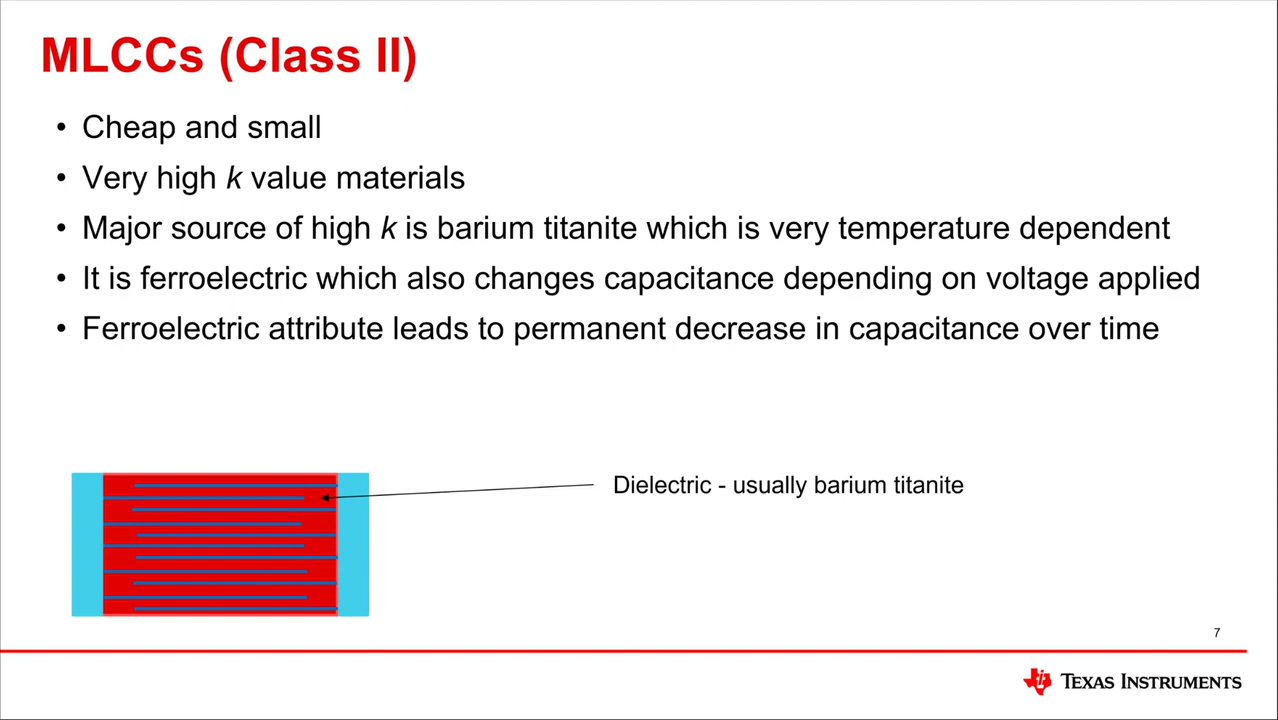 MLCCs (Class II)
• Cheap and small
• Very high k value materials
• Major source of high k is barium titanite which is very temperature dependent
• It is ferroelectric which also changes capacitance depending on voltage applied
• Ferroelectric attribute leads to permanent decrease in capacitance over time
Dielectric - usually barium titanite
7
TEXAS INSTRUMENTS